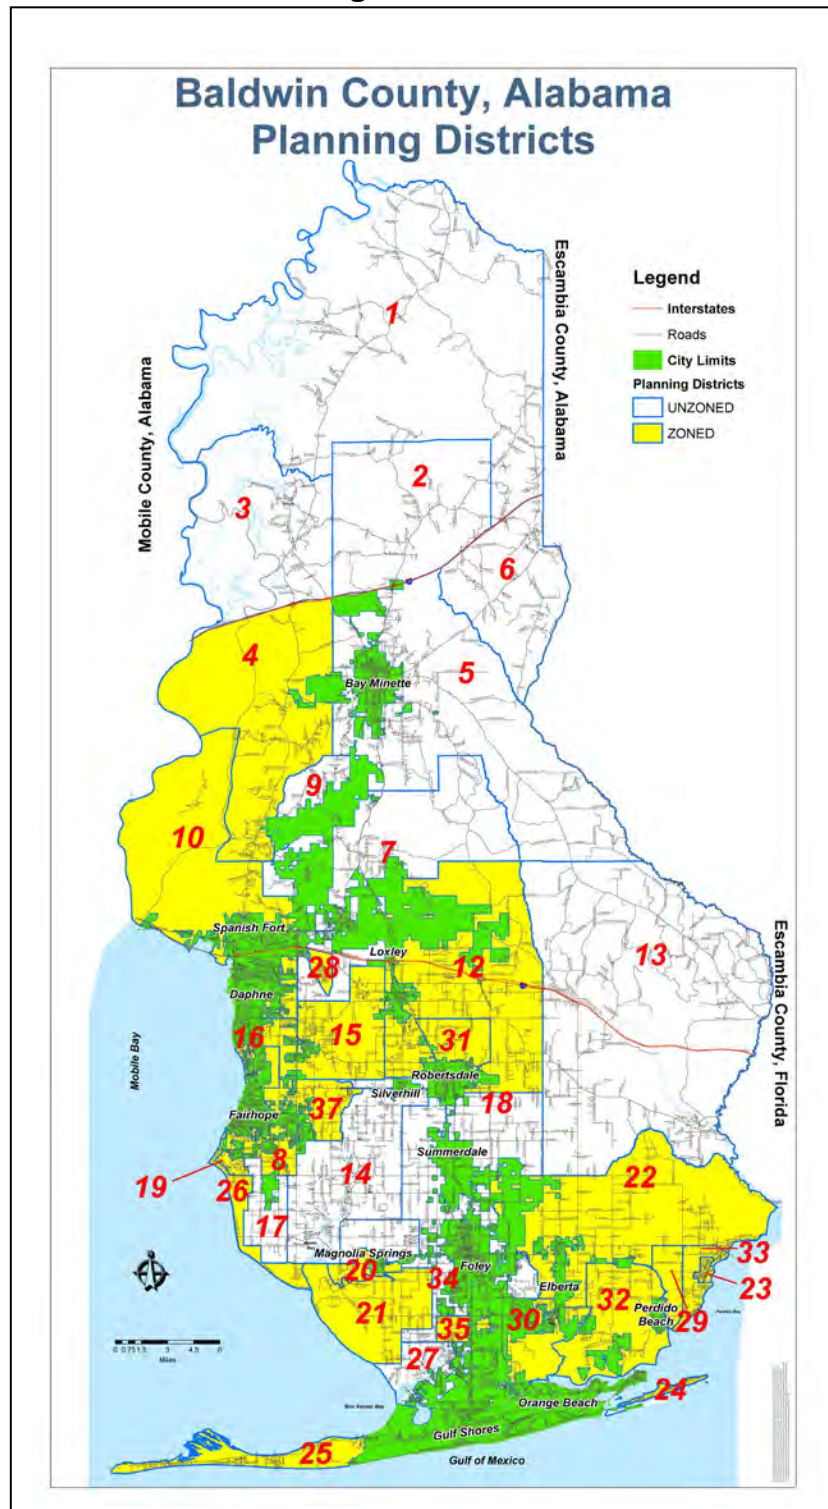 Baldwin County, Alabama
Planning Districts
Escambia County, Alabama
Legend
Interstates
Roads
City Limits
Planning Districts
UNZONED
ZONED
1
Mobile County, Alabama
2
3
6
4
5
Bay Minette
9
10
7
Spanish Fort
Loxley
28
12
13
Escambia County, Florida
Daphne
16
15
31
Mobile Bay
Robertsdale
Silverhill
37
18
Fairhope
Summerdale
8
14
22
19
26
17
Magnolia Springs
20
Foley
34
33
Elberta
23
32
Perdido
Beach
29
21
30
35
27
Miles
24
Orange Beach
Gulf Shores
25
Gulf of Mexico